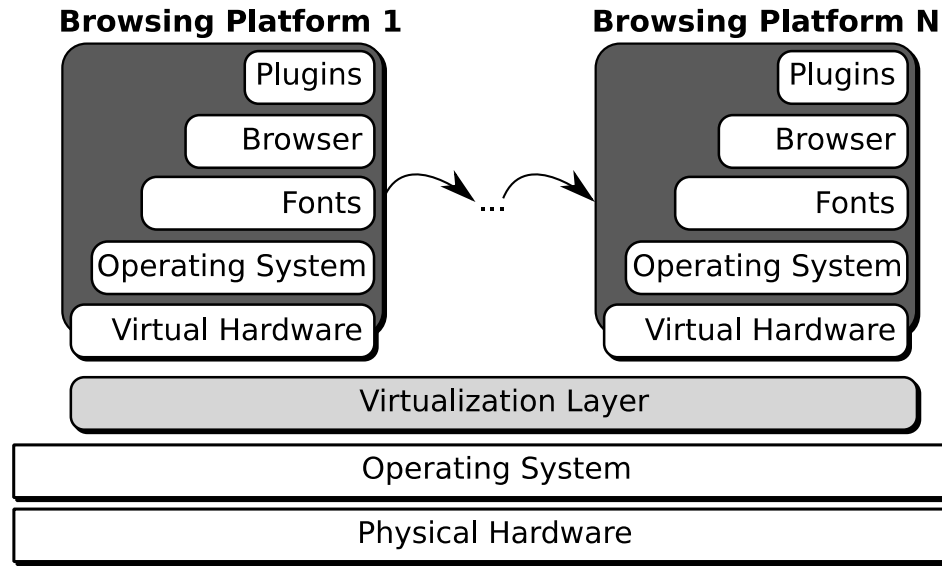 Browsing Platform 1
Plugins
Browser
Fonts
Operating System
Virtual Hardware
...
Browsing Platform N
Plugins
Browser
Fonts
Operating System
Virtual Hardware
Virtualization Layer
Operating System
Physical Hardware